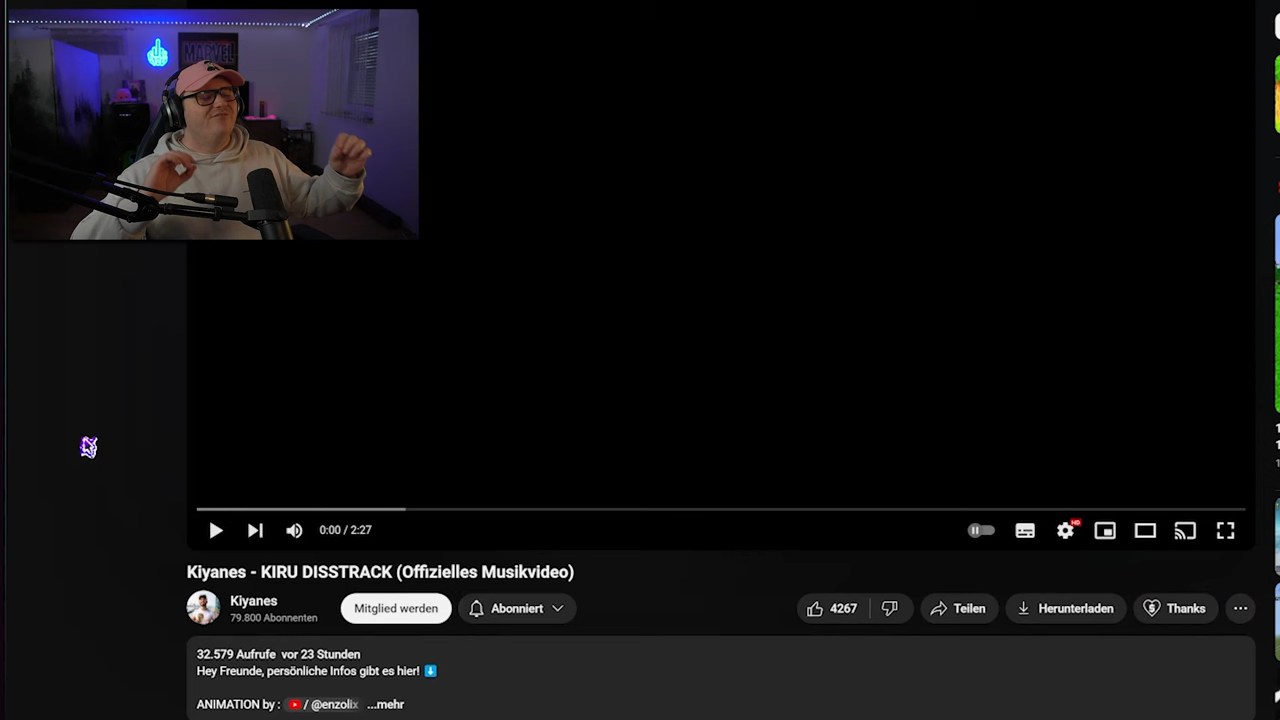 MARVEL
0:00 / 2:27
HD
Kiyanes - KIRU DISSTRACK (Offizielles Musikvideo)
Kiyanes
79.800 Abonnenten
Mitglied werden
Abonniert
4267
Teilen
Herunterladen
Thanks
32.579 Aufrufe vor 23 Stunden
Hey Freunde, persönliche Infos gibt es hier!
ANIMATION by : / @enzolix ...mehr